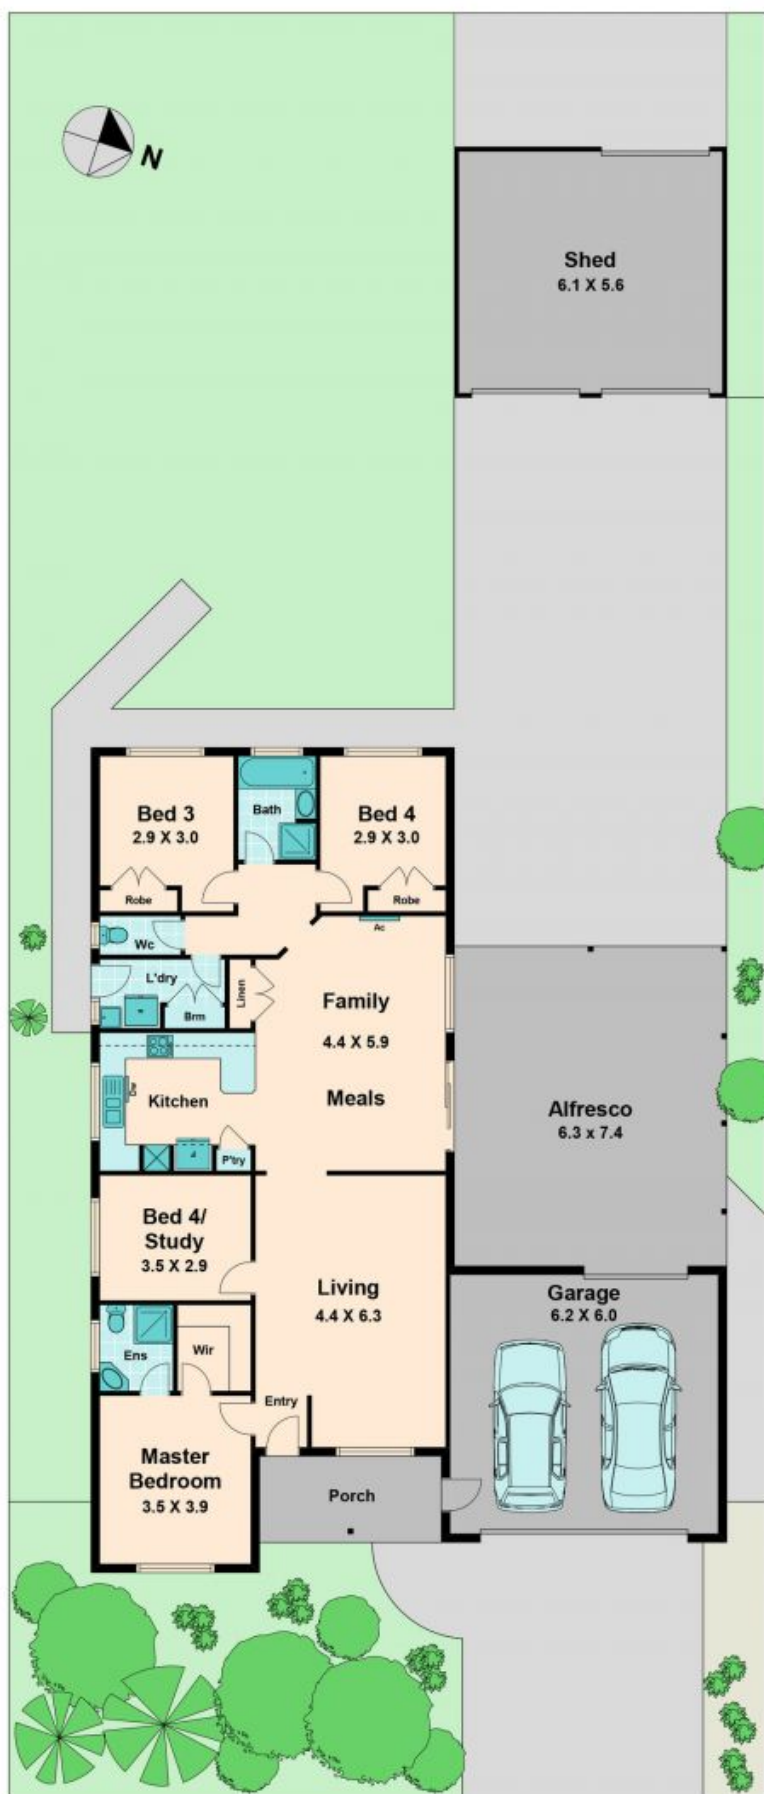 N
Shed
6.1 X 5.6
Bed 3
2.9 X 3.0
Bath
Bed 4
2.9 X 3.0
Robe
Robe
Wc
Ac
L'dry
Linen
Brm
Family
4.4 X 5.9
Dw
Kitchen
Meals
P'try
Alfresco
6.3 x 7.4
Bed 4/
Study
3.5 X 2.9
Living
4.4 X 6.3
Garage
6.2 X 6.0
Ens
Wir
Entry
Master
Bedroom
3.5 X 3.9
Porch